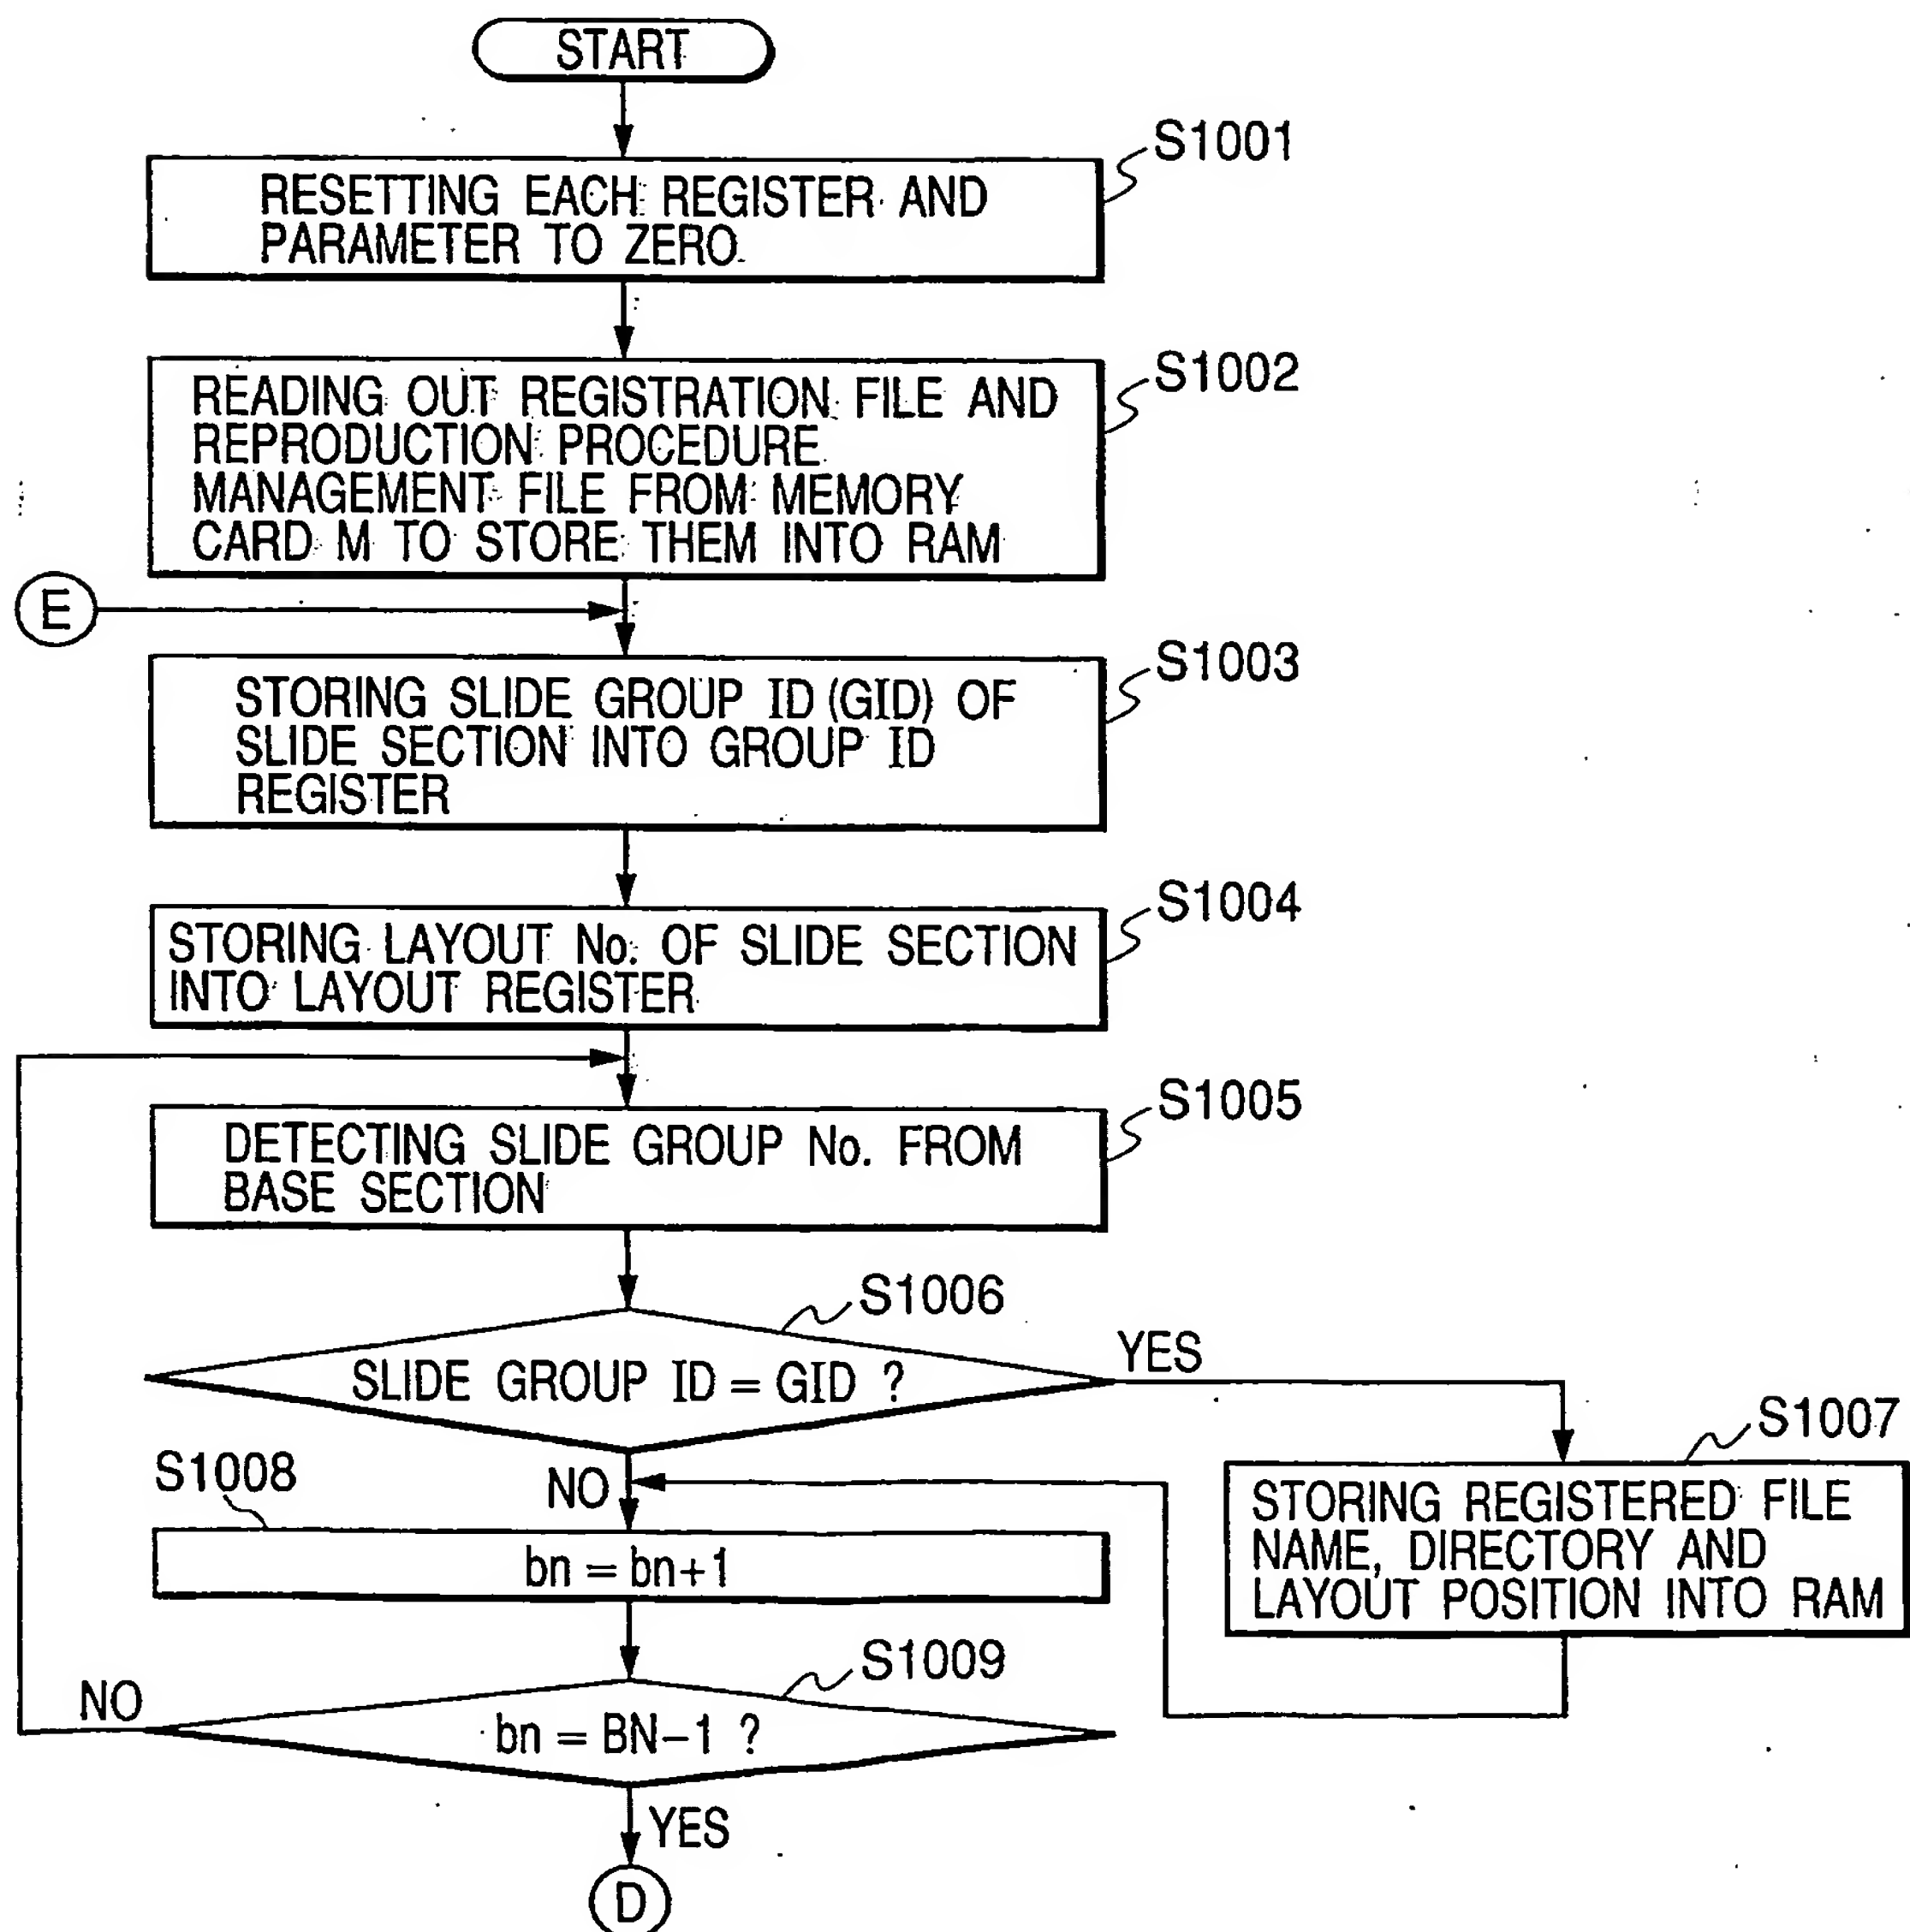 START
S1001
RESETTING EACH REGISTER AND
PARAMETER TO ZERO
S1002
READING OUT REGISTRATION FILE AND
REPRODUCTION PROCEDURE
MANAGEMENT FILE FROM MEMORY
CARD M TO STORE THEM INTO RAM
E
S1003
STORING SLIDE GROUP ID (GID) OF
SLIDE SECTION INTO GROUP ID
REGISTER
S1004
STORING LAYOUT No. OF SLIDE SECTION
INTO LAYOUT REGISTER
S1005
DETECTING SLIDE GROUP No. FROM
BASE SECTION
S1006
SLIDE GROUP ID = GID ?
YES
S1007
STORING REGISTERED FILE
NAME, DIRECTORY AND
LAYOUT POSITION INTO RAM
NO
S1008
bn = bn+1
S1009
bn = BN-1 ?
NO
YES
D